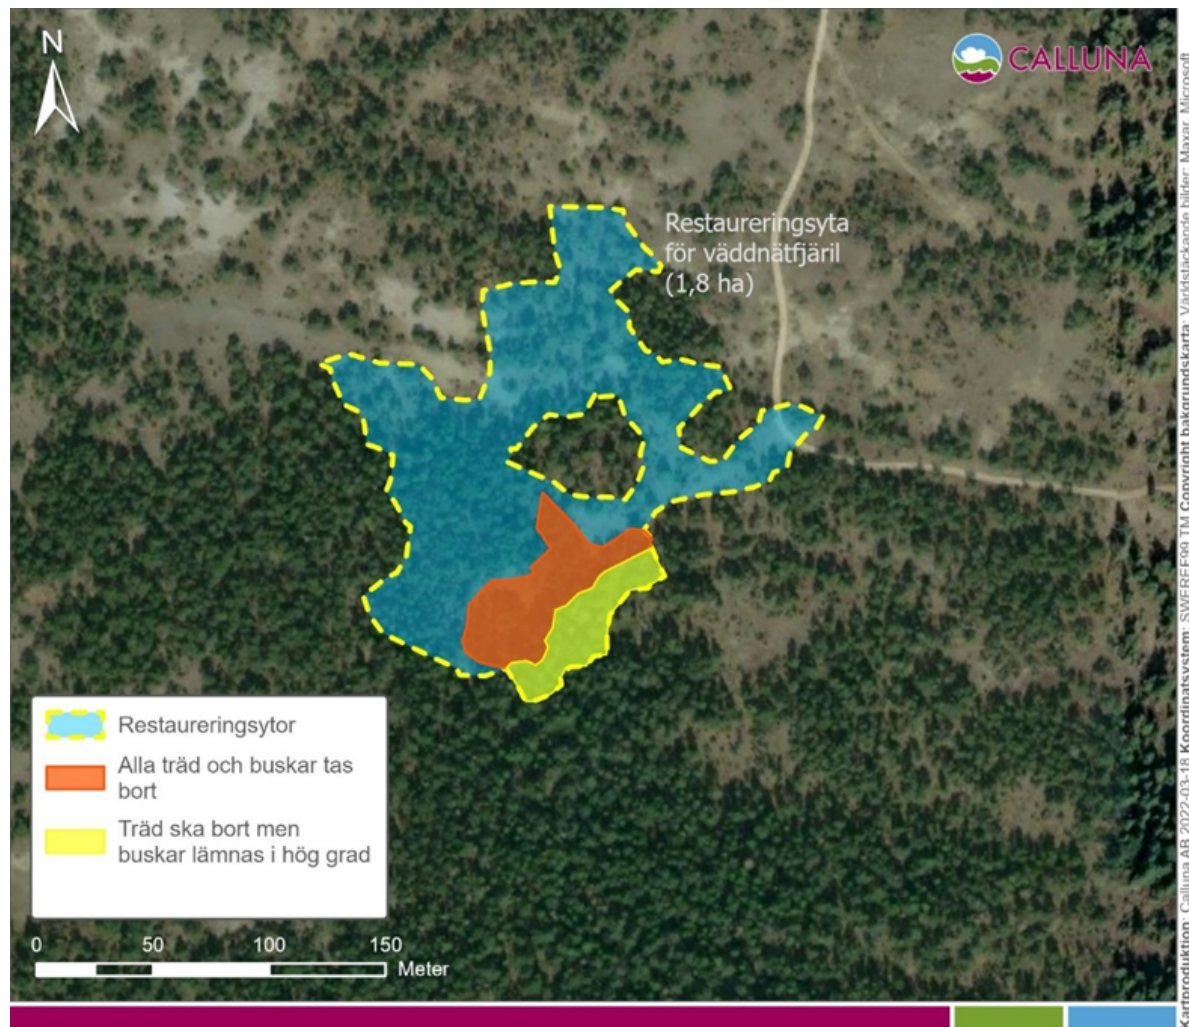 N
CALLUNA
Restaureringsyta
för väddnätfjäril
(1,8 ha)
Restaureringsytor
Alla träd och buskar tas
bort
Träd ska bort men
buskar lämnas i hög grad
0 50 100 150
Meter
Kartproduktion: Calluna AB 2022-03-18 Koordinatsystem: SWEREF99 TM Copyright bakgrundskarta: Världstäckande bilder: Maxar, Microsoft